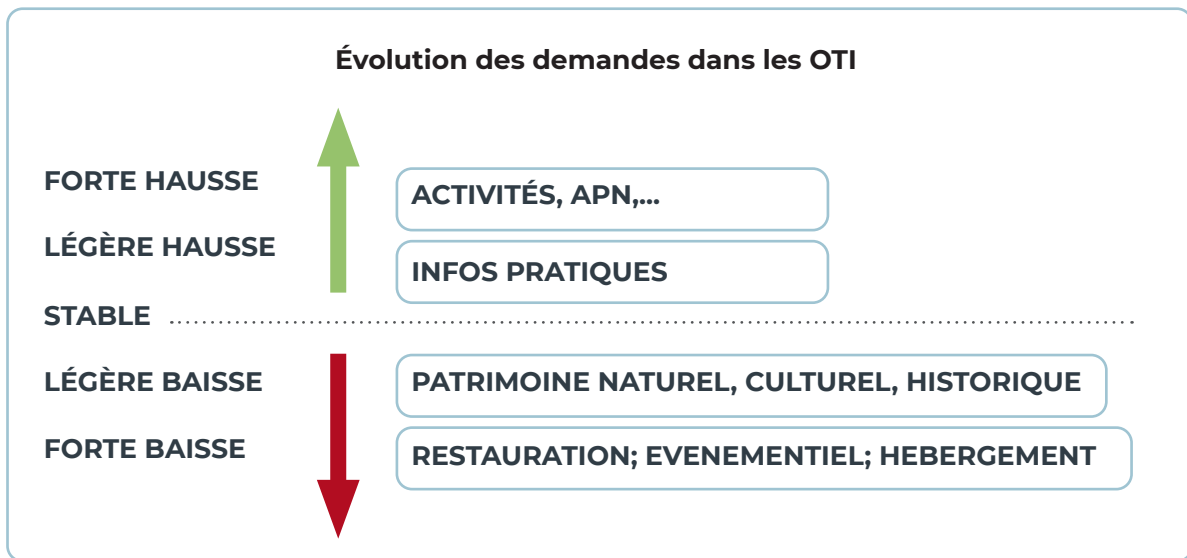 Évolution des demandes dans les OTI
FORTE HAUSSE
ACTIVITÉS, APN,...
LÉGÈRE HAUSSE
INFOS PRATIQUES
STABLE
LÉGÈRE BAISSE
PATRIMOINE NATUREL, CULTUREL, HISTORIQUE
FORTE BAISSE
RESTAURATION; EVENEMENTIEL; HEBERGEMENT